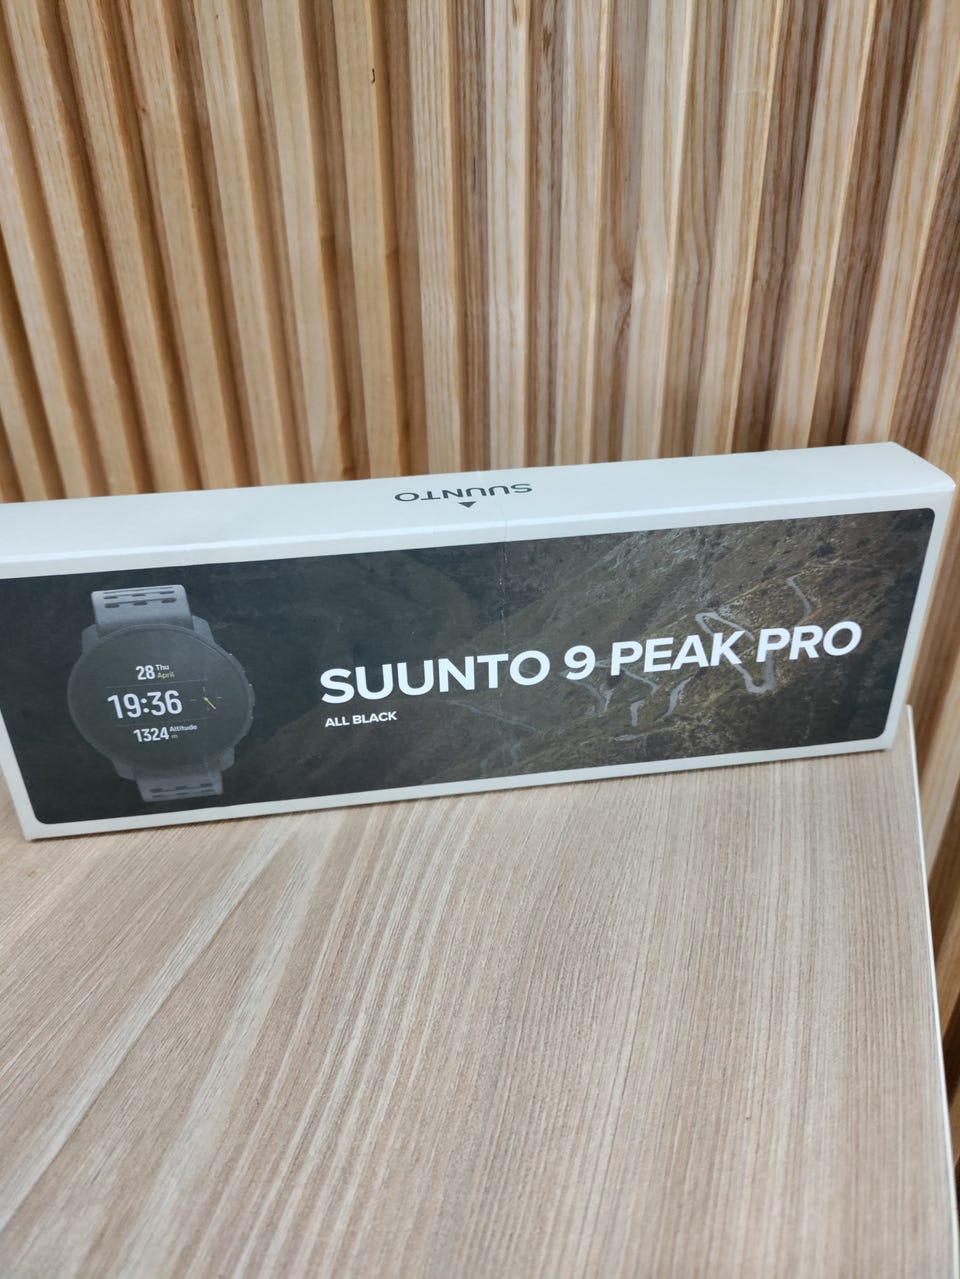 SUUNTO
28 Thu
April
19:36
1324 Altitude
m
SUUNTO 9 PEAK PRO
ALL BLACK